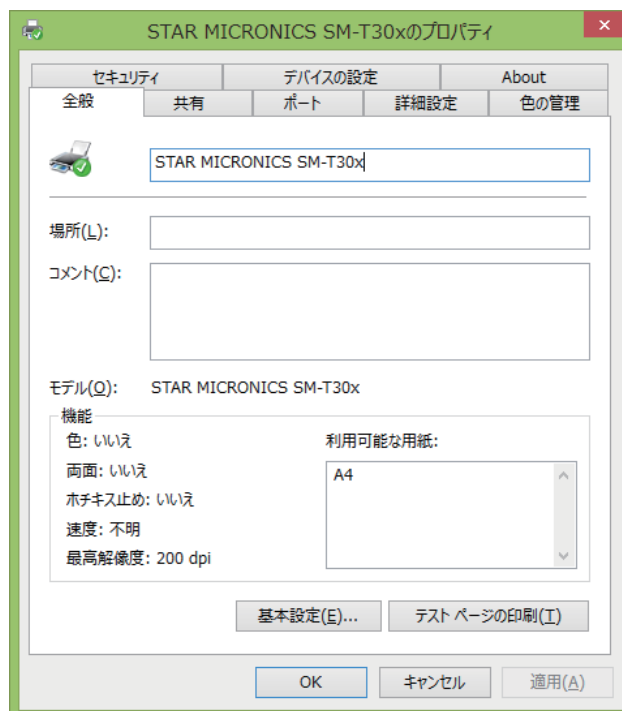 STAR MICRONICS SM-T30xのプロパティ
×
セキュリティ デバイスの設定 About
全般 共有 ポート 詳細設定 色の管理
STAR MICRONICS SM-T30x
場所(L):
コメント(C):
モデル(O): STAR MICRONICS SM-T30x
機能
色: いいえ 利用可能な用紙:
両面: いいえ A4
ホチキス止め: いいえ
速度: 不明
最高解像度: 200 dpi
基本設定(E)... テスト ページの印刷(T)
OK キャンセル 適用(A)